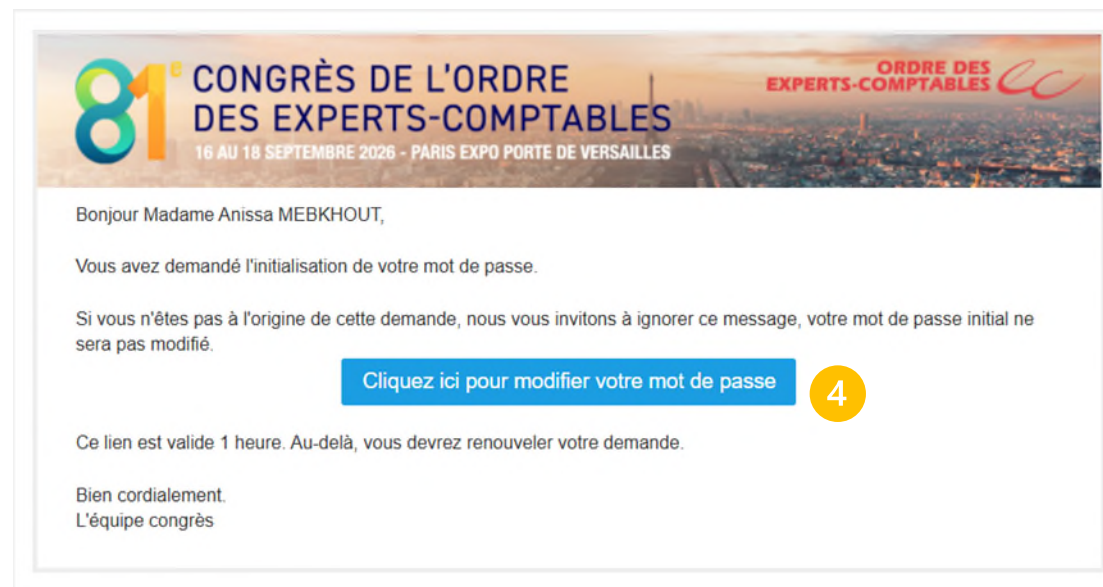 81e CONGRÈS DE L'ORDRE
DES EXPERTS-COMPTABLES
16 AU 18 SEPTEMBRE 2026 - PARIS EXPO PORTE DE VERSAILLES
ORDRE DES
EXPERTS-COMPTABLES
Bonjour Madame Anissa MEBKHOUT,
Vous avez demandé l'initialisation de votre mot de passe.
Si vous n'êtes pas à l'origine de cette demande, nous vous invitons à ignorer ce message, votre mot de passe initial ne
sera pas modifié.
Cliquez ici pour modifier votre mot de passe
4
Ce lien est valide 1 heure. Au-delà, vous devrez renouveler votre demande.
Bien cordialement.
L'équipe congrès